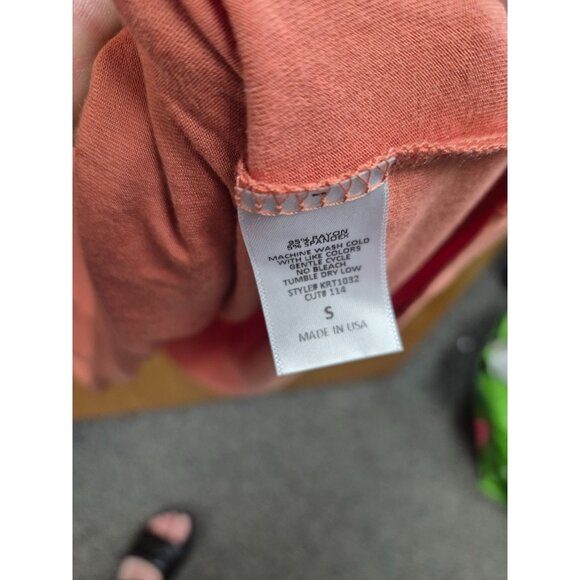 95% RAYON
5% SPANDEX
MACHINE WASH COLD
WITH LIKE COLORS
GENTLE CYCLE
NO BLEACH
TUMBLE DRY LOW
STYLE# KRT1032
CUT# 114
S
MADE IN USA